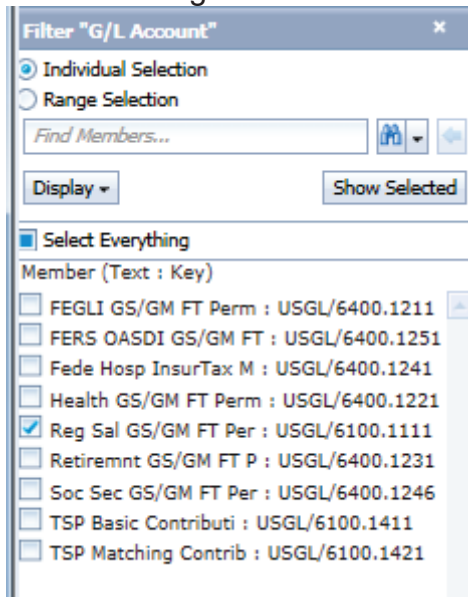 Filter "G/L Account"
Individual Selection
Range Selection
Find Members...
Display
Show Selected
Select Everything
Member (Text : Key)
FEGLI GS/GM FT Perm : USGL/6400.1211
FERS OASDI GS/GM FT : USGL/6400.1251
Fede Hosp InsurTax M : USGL/6400.1241
Health GS/GM FT Perm : USGL/6400.1221
Reg Sal GS/GM FT Per : USGL/6100.1111
Retiremnt GS/GM FT P : USGL/6400.1231
Soc Sec GS/GM FT Per : USGL/6400.1246
TSP Basic Contributi : USGL/6100.1411
TSP Matching Contrib : USGL/6100.1421